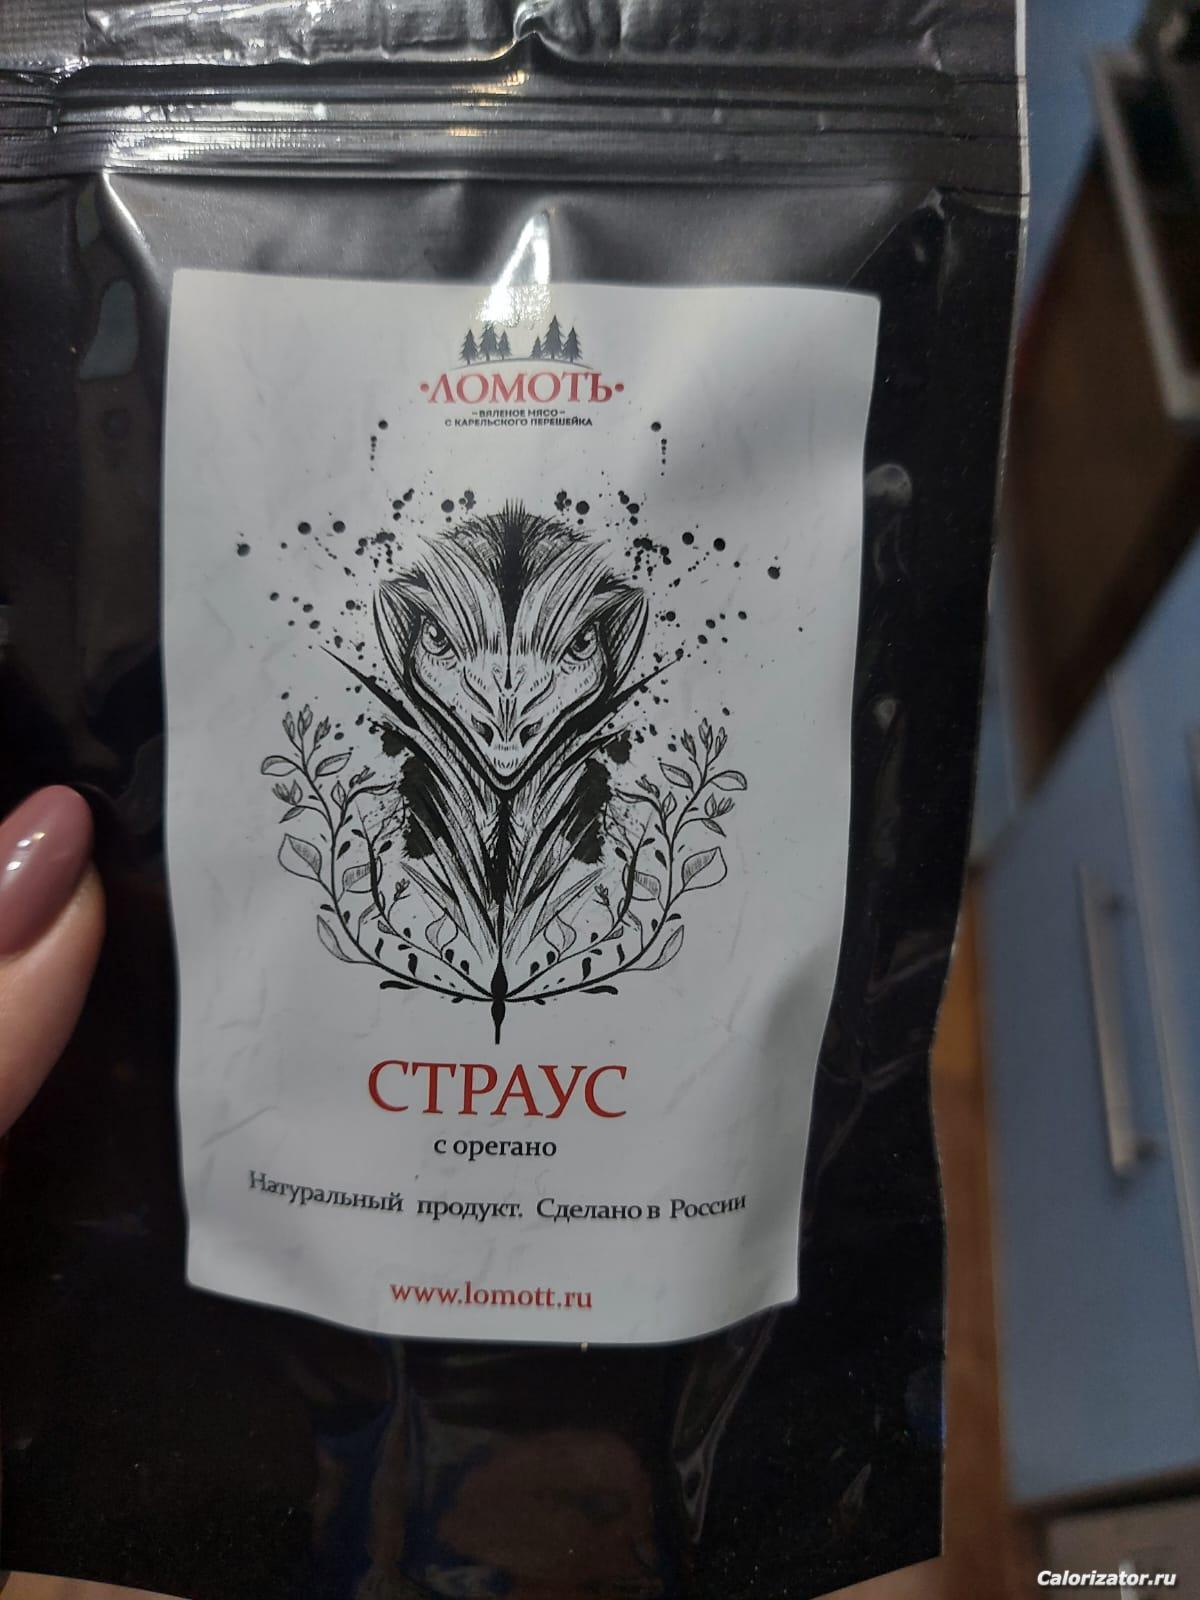 ·ЛОМОТЬ·
–ВЯЛЕНОЕ МЯСО–
С КАРЕЛЬСКОГО ПЕРЕШЕЙКА
СТРАУС
с орегано
Натуральный продукт. Сделано в России
www.lomott.ru
Calorizator.ru